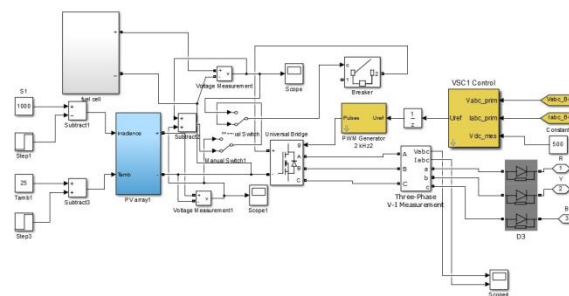 fuel cell
Voltage Measurement
Scope
Breaker
VSC1 Control
S1
1000
Subtract1
Step1
Irradiance
Tamb
PV array1
25
Tamb1
Subtract3
Step3
Subtract2
Manual Switch
Manual Switch1
Voltage Measurement1
Scope1
Universal Bridge
g
A
B
C
Pulses
Uref
PWM Generator
2 kHz2
1
z
Uref
Vabc_prim
Iabc_prim
Vdc_mes
Vabc_B
Iabc_B
Constant
500
Vabc
Iabc
A
B
C
a
b
c
Three-Phase
V-I Measurement
D3
R
1
Y
2
B
3